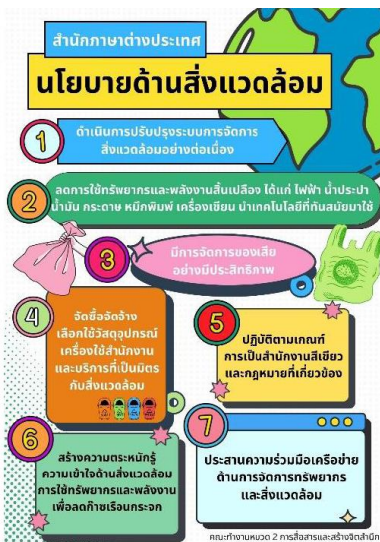 สำนักภาษาต่างประเทศ
นโยบายด้านสิ่งแวดล้อม
1
ดำเนินการปรับปรุงระบบการจัดการ
สิ่งแวดล้อมอย่างต่อเนื่อง
2
ลดการใช้ทรัพยากรและพลังงานสิ้นเปลือง ได้แก่ ไฟฟ้า น้ำประปา
น้ำมัน กระดาษ หมึกพิมพ์ เครื่องเขียน นำเทคโนโลยีที่ทันสมัยมาใช้
3
มีการจัดการของเสีย
อย่างมีประสิทธิภาพ
4
จัดซื้อจัดจ้าง
เลือกใช้วัสดุอุปกรณ์
เครื่องใช้สำนักงาน
และบริการที่เป็นมิตร
กับสิ่งแวดล้อม
5
ปฏิบัติตามเกณฑ์
การเป็นสำนักงานสีเขียว
และกฎหมายที่เกี่ยวข้อง
6
สร้างความตระหนักรู้
ความเข้าใจด้านสิ่งแวดล้อม
การใช้ทรัพยากรและพลังงาน
เพื่อลดก๊าซเรือนกระจก
7
ประสานความร่วมมือเครือข่าย
ด้านการจัดการทรัพยากร
และสิ่งแวดล้อม
คณะทำงานหมวด 2 การสื่อสารและสร้างจิตสำนึก